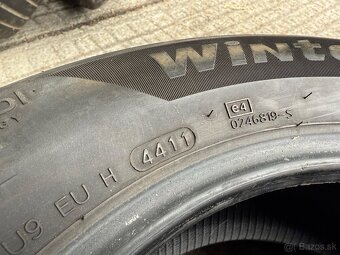 Winte
e4
0246819-S
4411
U9 EU H
Bazos.sk